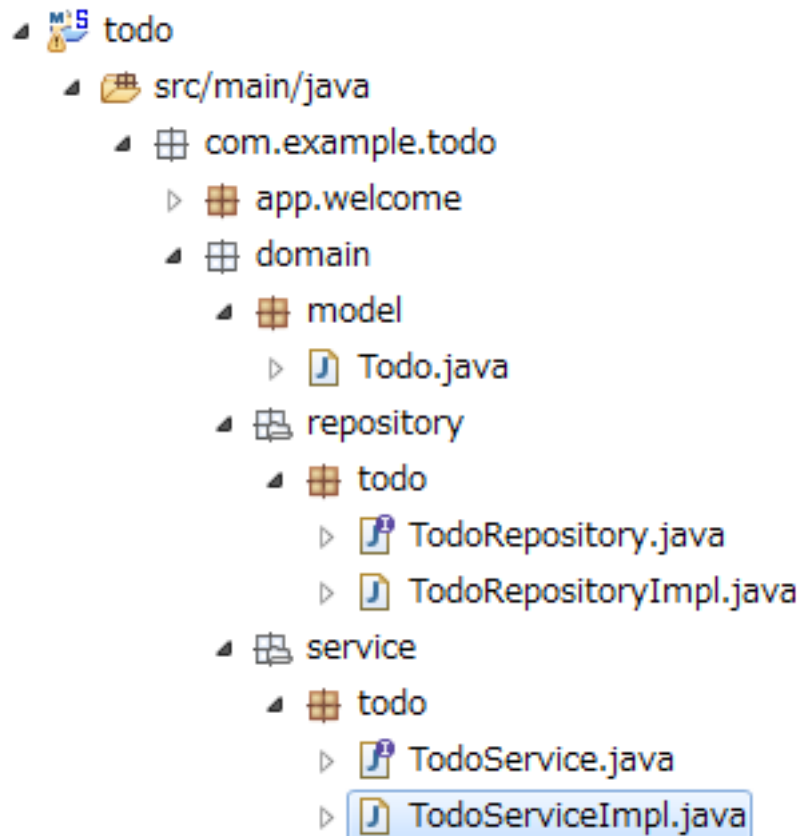 todo
src/main/java
com.example.todo
app.welcome
domain
model
Todo.java
repository
todo
TodoRepository.java
TodoRepositoryImpl.java
service
todo
TodoService.java
TodoServiceImpl.java